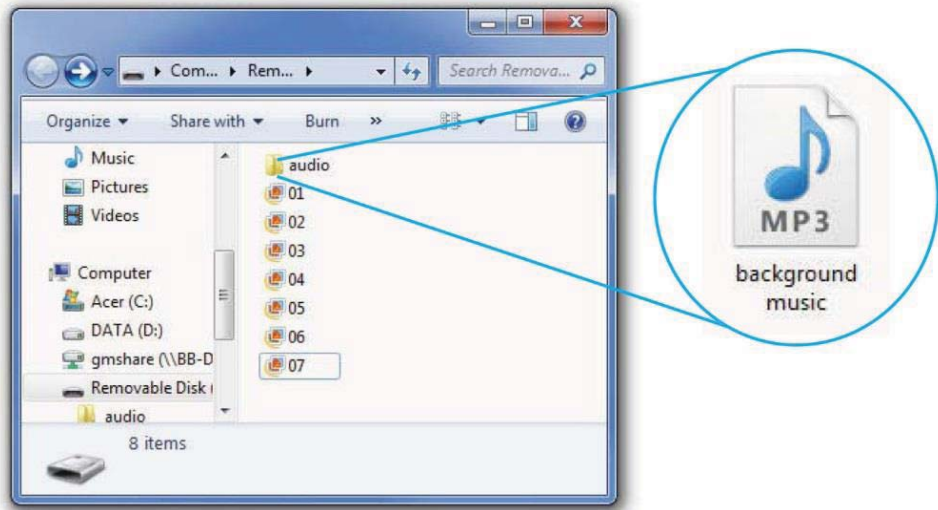 Com... Rem...
Search Remova...
Organize Share with Burn »
Music
Pictures
Videos
Computer
Acer (C:)
DATA (D:)
gmshare (\\BB-D
Removable Disk (
audio
audio
01
02
03
04
05
06
07
8 items
MP3
background
music